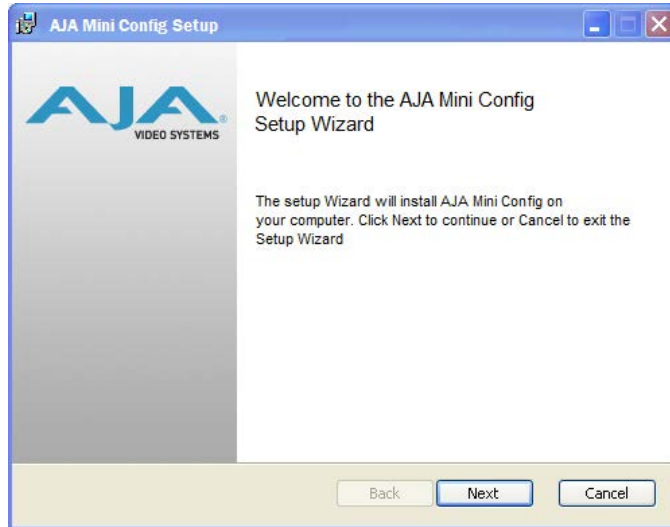 AJA Mini Config Setup
AJA
VIDEO SYSTEMS
Welcome to the AJA Mini Config
Setup Wizard
The setup Wizard will install AJA Mini Config on
your computer. Click Next to continue or Cancel to exit the
Setup Wizard
Back
Next
Cancel